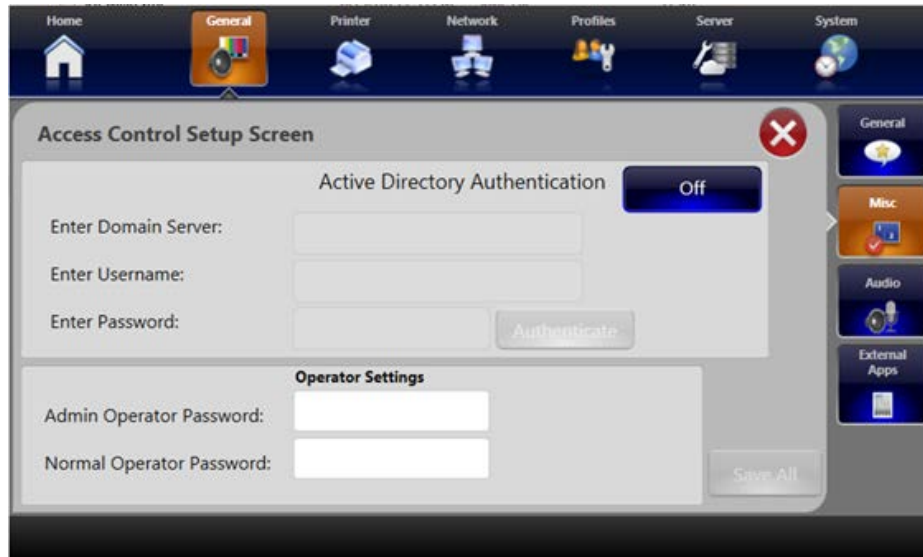 Home General Printer Network Profiles Server System
Access Control Setup Screen
Active Directory Authentication Off
Enter Domain Server:
Enter Username:
Enter Password: Authenticate
Operator Settings
Admin Operator Password:
Normal Operator Password:
Save All
General
Misc
Audio
External
Apps